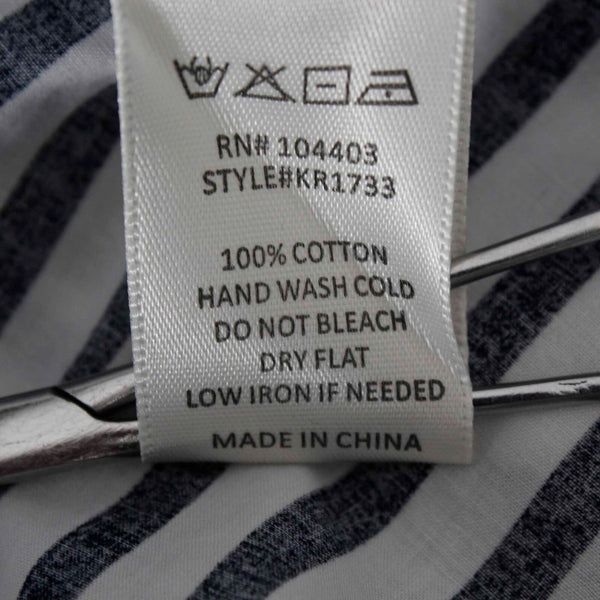 RN# 104403
STYLE#KR1733
100% COTTON
HAND WASH COLD
DO NOT BLEACH
DRY FLAT
LOW IRON IF NEEDED
MADE IN CHINA